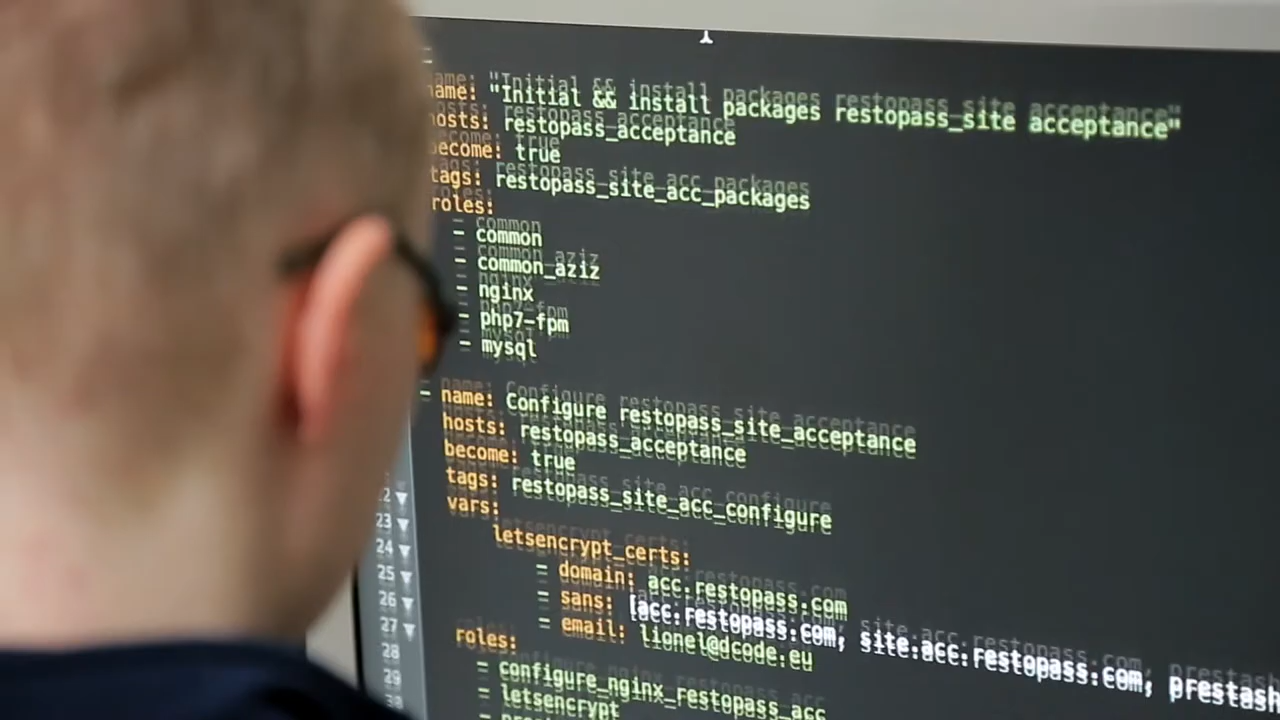 name: "Initial && install packages restopass_site acceptance"
hosts: restopass_acceptance
become: true
tags: restopass_site_acc_packages
roles:
- common
- common_aziz
- nginx
- php7-fpm
- mysql
- name: Configure restopass_site_acceptance
hosts: restopass_acceptance
become: true
tags: restopass_site_acc_configure
22 vars:
23 letsencrypt_certs:
24 - domain: acc.restopass.com
25 - sans: [acc.restopass.com, site.acc.restopass.com, prestash
26 - email: lionel@dcode.eu
27 roles:
28 - configure_nginx_restopass_acc
29 - letsencrypt
30